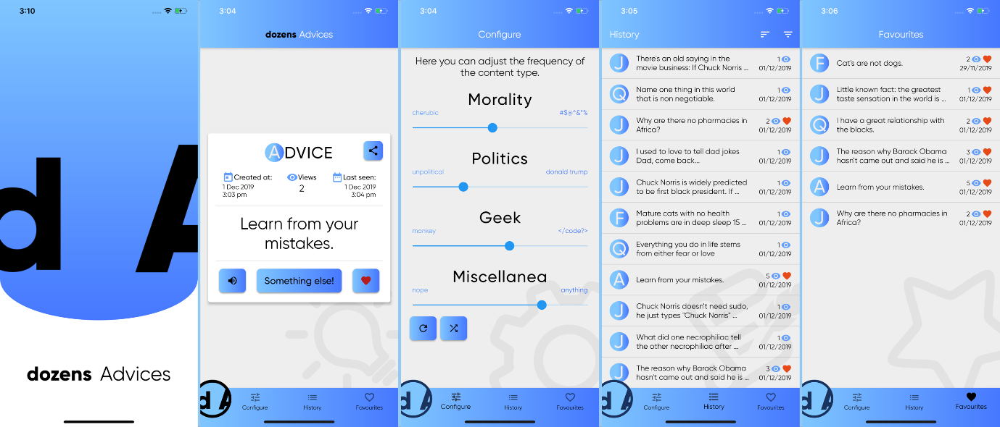 3:10
d A
dozens Advices
3:04
dozens Advices
ADVICE
Created at:
1 Dec 2019
3:03 pm
Views
2
Last seen:
1 Dec 2019
3:04 pm
Learn from your
mistakes.
Something else!
d A
Configure
History
Favourites
3:04
Configure
Here you can adjust the frequency of
the content type.
Morality
cherubic
#$@^&*%
Politics
unpolitical
donald trump
Geek
monkey
</code?>
Miscellanea
nope
anything
d A
Configure
History
Favourites
3:05
History
J
There's an old saying in the
movie business: If Chuck Norris ...
1
01/12/2019
Q
Name one thing in this world
that is non negotiable.
1
01/12/2019
J
Why are there no pharmacies in
Africa?
2
01/12/2019
J
I used to love to tell dad jokes
Dad, come back...
1
01/12/2019
J
Chuck Norris is widely predicted
to be first black president. If ...
1
01/12/2019
F
Mature cats with no health
problems are in deep sleep 15 ...
1
01/12/2019
Q
Everything you do in life stems
from either fear or love
1
01/12/2019
A
Learn from your mistakes.
5
01/12/2019
J
Chuck Norris doesn't need sudo,
he just types "Chuck Norris" ...
1
01/12/2019
J
What did one necrophiliac tell
the other necrophiliac after ...
1
01/12/2019
J
The reason why Barack Obama
hasn't came out and said he is ...
3
01/12/2019
d A
Configure
History
Favourites
3:06
Favourites
F
Cat's are not dogs.
2
29/11/2019
J
Little known fact: the greatest
taste sensation in the world is ...
1
01/12/2019
Q
I have a great relationship with
the blacks.
2
01/12/2019
J
The reason why Barack Obama
hasn't came out and said he is ...
3
01/12/2019
A
Learn from your mistakes.
5
01/12/2019
J
Why are there no pharmacies in
Africa?
2
01/12/2019
d A
Configure
History
Favourites